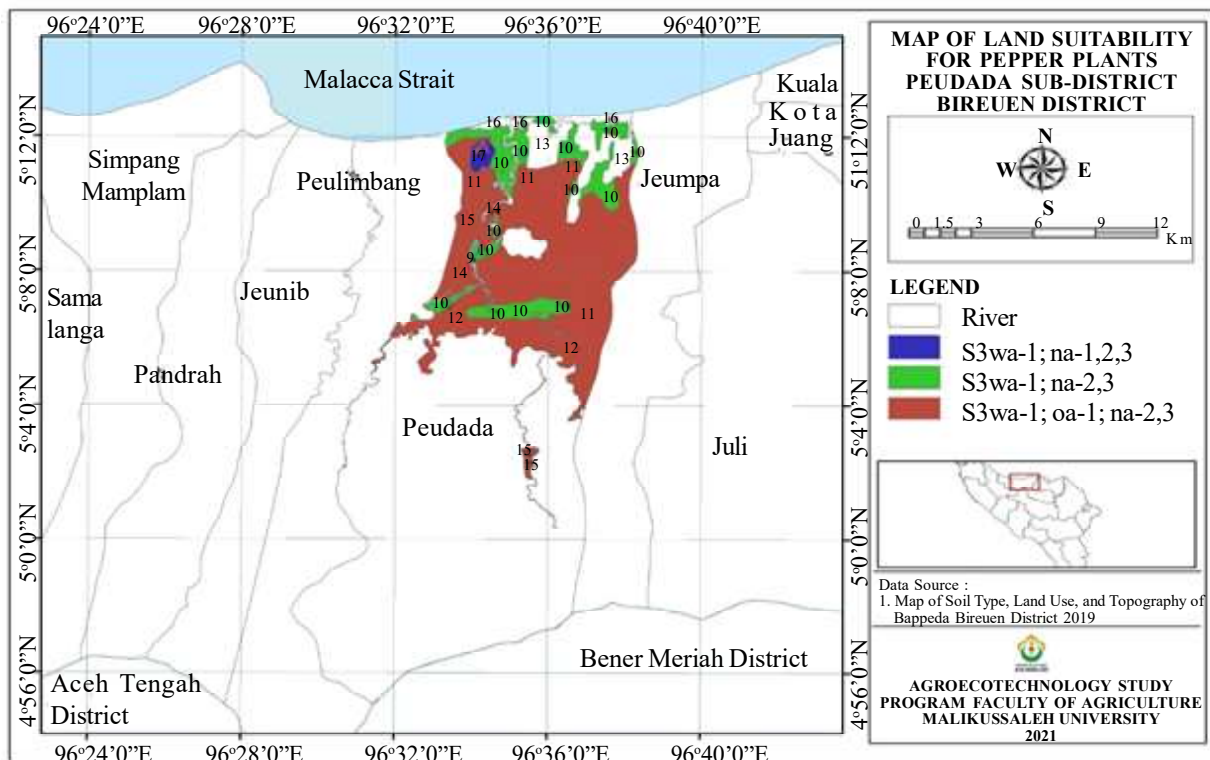 96°24'0"E 96°28'0"E 96°32'0"E 96°36'0"E 96°40'0"E
Malacca Strait
Kuala
Kota
Juang
5°12'0"N
51°12'0"N
Simpang
Mamplam
Peulimbang
Jeumpa
16 16 10 16
10
17 10 10 13 10 13 10
11 11 11
10 10
14
15
10
10
9
14
5°8'0"N
5°8'0"N
Sama
langa
Jeunib
10 10 10 10 11
12
12
Pandrah
5°4'0"N
5°4'0"N
Peudada
Juli
15
15
5°0'0"N
5°0'0"N
Bener Meriah District
4°56'0"N
4°56'0"N
Aceh Tengah
District
96°24'0"E 96°28'0"E 96°32'0"E 96°36'0"E 96°40'0"E
MAP OF LAND SUITABILITY
FOR PEPPER PLANTS
PEUDADA SUB-DISTRICT
BIREUEN DISTRICT
N
W E
S
0 1.5 3 6 9 12
Km
LEGEND
River
S3wa-1; na-1,2,3
S3wa-1; na-2,3
S3wa-1; oa-1; na-2,3
Data Source :
1. Map of Soil Type, Land Use, and Topography of
Bappeda Bireuen District 2019
AGROECOTECHNOLOGY STUDY
PROGRAM FACULTY OF AGRICULTURE
MALIKUSSALEH UNIVERSITY
2021